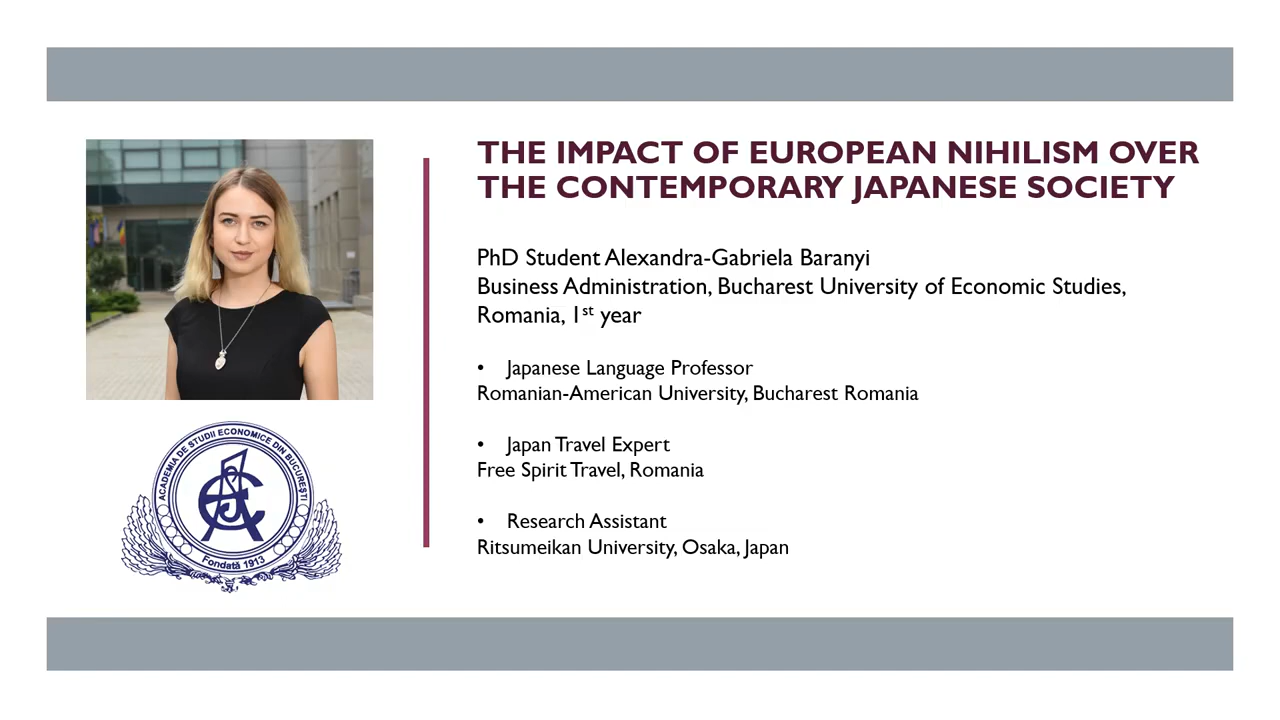 THE IMPACT OF EUROPEAN NIHILISM OVER
THE CONTEMPORARY JAPANESE SOCIETY
PhD Student Alexandra-Gabriela Baranyi
Business Administration, Bucharest University of Economic Studies,
Romania, 1st year
• Japanese Language Professor
Romanian-American University, Bucharest Romania
• Japan Travel Expert
Free Spirit Travel, Romania
• Research Assistant
Ritsumeikan University, Osaka, Japan
ACADEMIA DE STUDII ECONOMICE DIN BUCUREȘTI
Fondată 1913